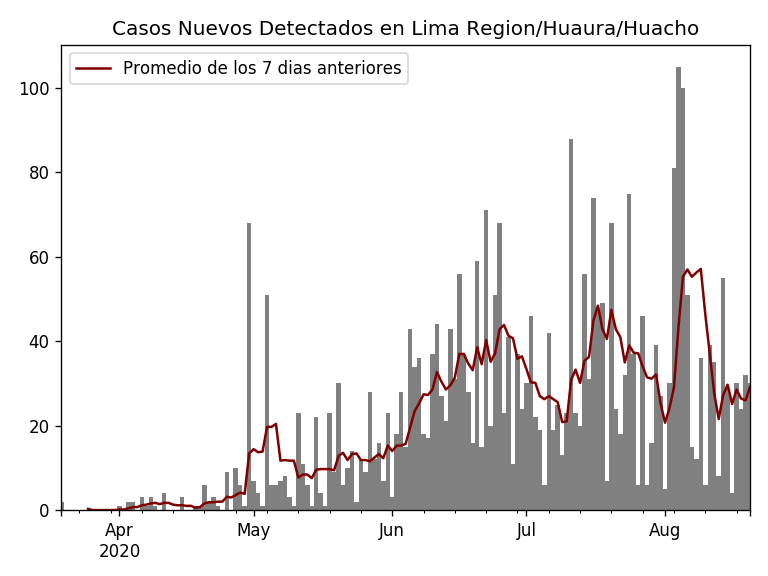 Casos Nuevos Detectados en Lima Region/Huaura/Huacho
Promedio de los 7 dias anteriores
100
80
60
40
20
0
Apr May Jun Jul Aug
2020